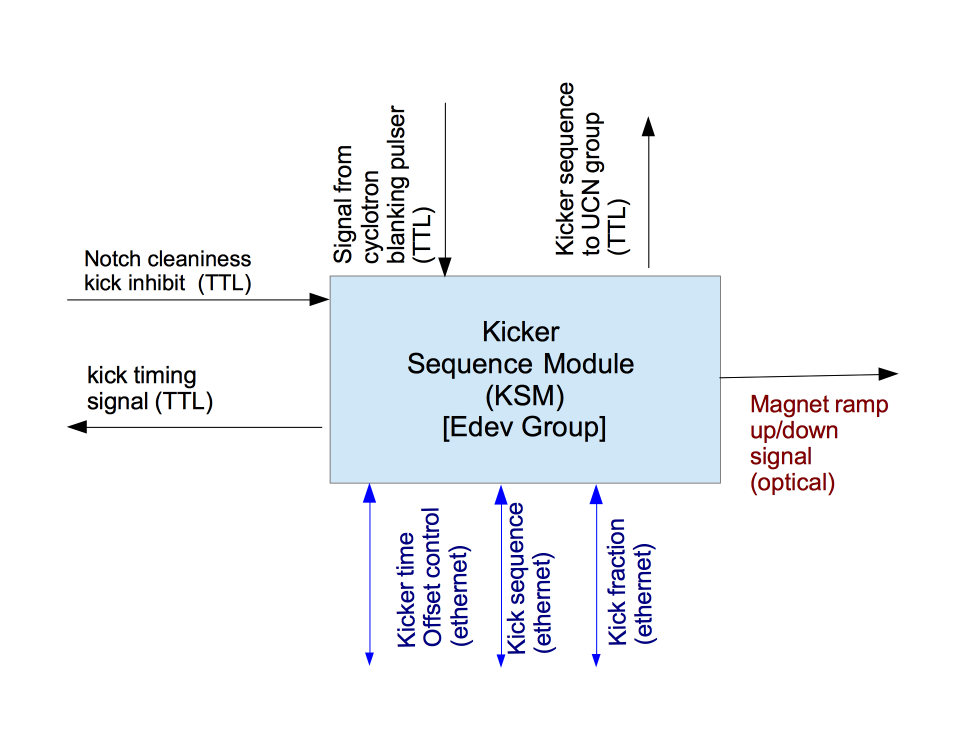 Signal from
cyclotron
blanking pulser
(TTL)
Kicker sequence
to UCN group
(TTL)
Notch cleaniness
kick inhibit (TTL)
kick timing
signal (TTL)
Kicker
Sequence Module
(KSM)
[Edev Group]
Magnet ramp
up/down
signal
(optical)
Kicker time
Offset control
(ethernet)
Kick sequence
(ethernet)
Kick fraction
(ethernet)